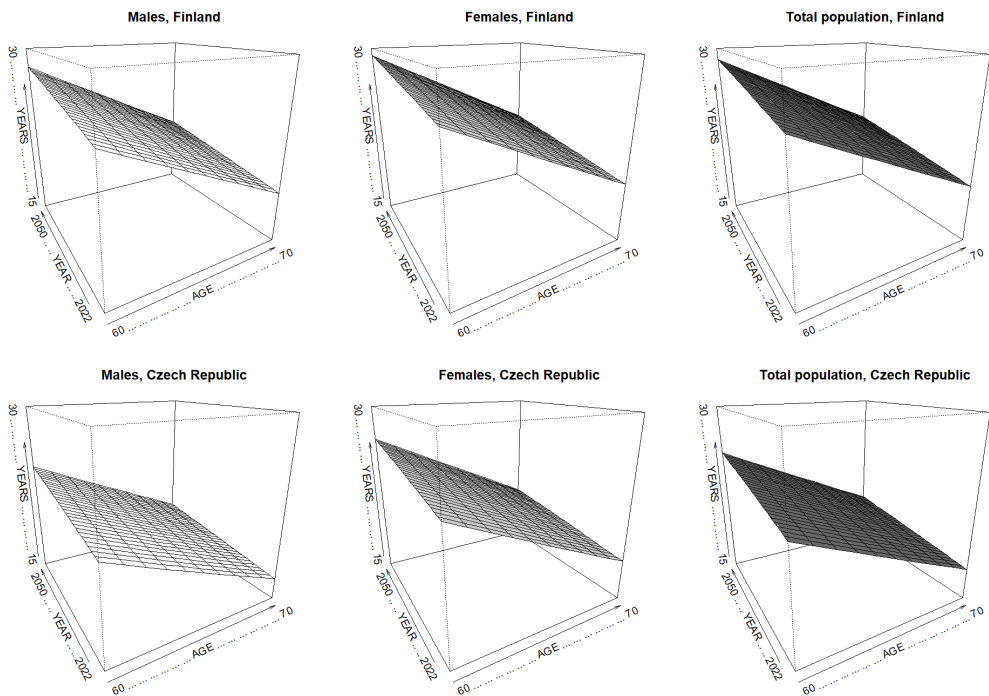 Males, Finland
30
... ... YEARS ... ...
15
2050 ... YEAR ... 2022
60 ... ... ... AGE ... ... ... 70
Females, Finland
30
... ... YEARS ... ...
15
2050 ... YEAR ... 2022
60 ... ... ... AGE ... ... ... 70
Total population, Finland
30
... ... YEARS ... ...
15
2050 ... YEAR ... 2022
60 ... ... ... AGE ... ... ... 70
Males, Czech Republic
30
... ... YEARS ... ...
15
2050 ... YEAR ... 2022
60 ... ... ... AGE ... ... ... 70
Females, Czech Republic
30
... ... YEARS ... ...
15
2050 ... YEAR ... 2022
60 ... ... ... AGE ... ... ... 70
Total population, Czech Republic
30
... ... YEARS ... ...
15
2050 ... YEAR ... 2022
60 ... ... ... AGE ... ... ... 70